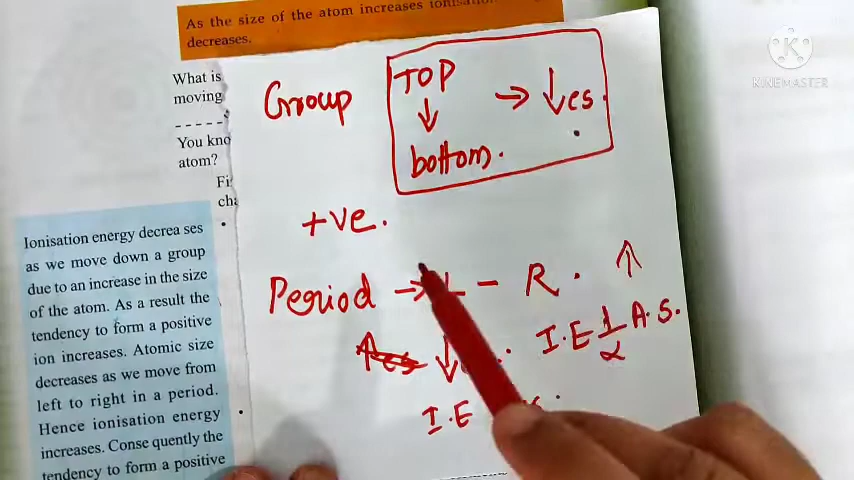 As the size of the atom increases
decreases.
KINEMASTER
What is
moving
You kno
atom?
Fi
cha
Group TOP → ↓es.
↓
bottom.
+ve.
Period → L - R. ↑
↓
I.E 1/α A.S.
I.E
Ionisation energy decrea ses
as we move down a group
due to an increase in the size
of the atom. As a result the
tendency to form a positive
ion increases. Atomic size
decreases as we move from
left to right in a period.
Hence ionisation energy
increases. Conse quently the
tendency to form a positive